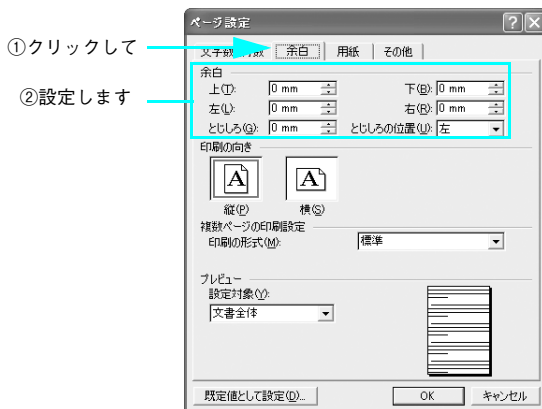 ページ設定
①クリックして
文字数 数 余白 用紙 その他
余白
②設定します
上(T): 0 mm 下(B): 0 mm
左(L): 0 mm 右(R): 0 mm
とじしろ(G): 0 mm とじしろの位置(U): 左
印刷の向き
A A
縦(P) 横(S)
複数ページの印刷設定
印刷の形式(M): 標準
プレビュー
設定対象(Y):
文書全体
既定値として設定(D)... OK キャンセル